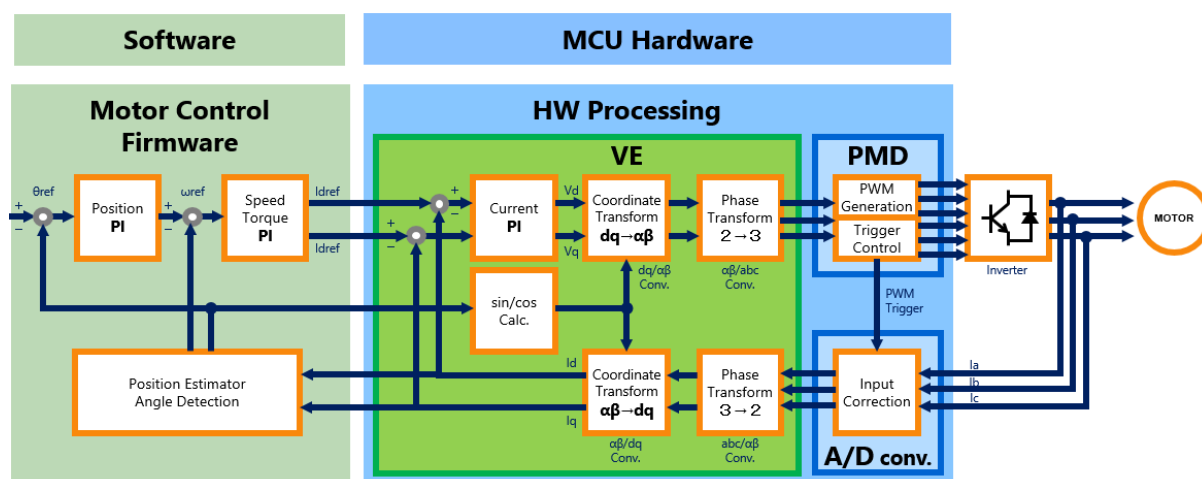 Software
MCU Hardware
Motor Control
Firmware
HW Processing
VE
PMD
θref
+
−
Position
PI
ωref
+
−
Speed
Torque
PI
Idref
Idref
+
−
+
−
Current
PI
Vd
Vq
Coordinate
Transform
dq→αβ
dq/αβ
Conv.
Phase
Transform
2→3
αβ/abc
Conv.
PWM
Generation
Trigger
Control
Inverter
MOTOR
sin/cos
Calc.
PWM
Trigger
Position Estimator
Angle Detection
Id
Iq
Coordinate
Transform
αβ→dq
αβ/dq
Conv.
Phase
Transform
3→2
abc/αβ
Conv.
Input
Correction
Ia
Ib
Ic
A/D conv.